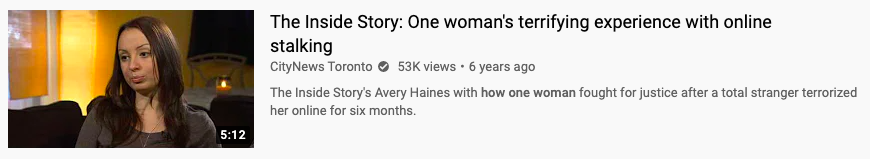 The Inside Story: One woman's terrifying experience with online
stalking
CityNews Toronto 53K views • 6 years ago
The Inside Story's Avery Haines with how one woman fought for justice after a total stranger terrorized
her online for six months.
5:12